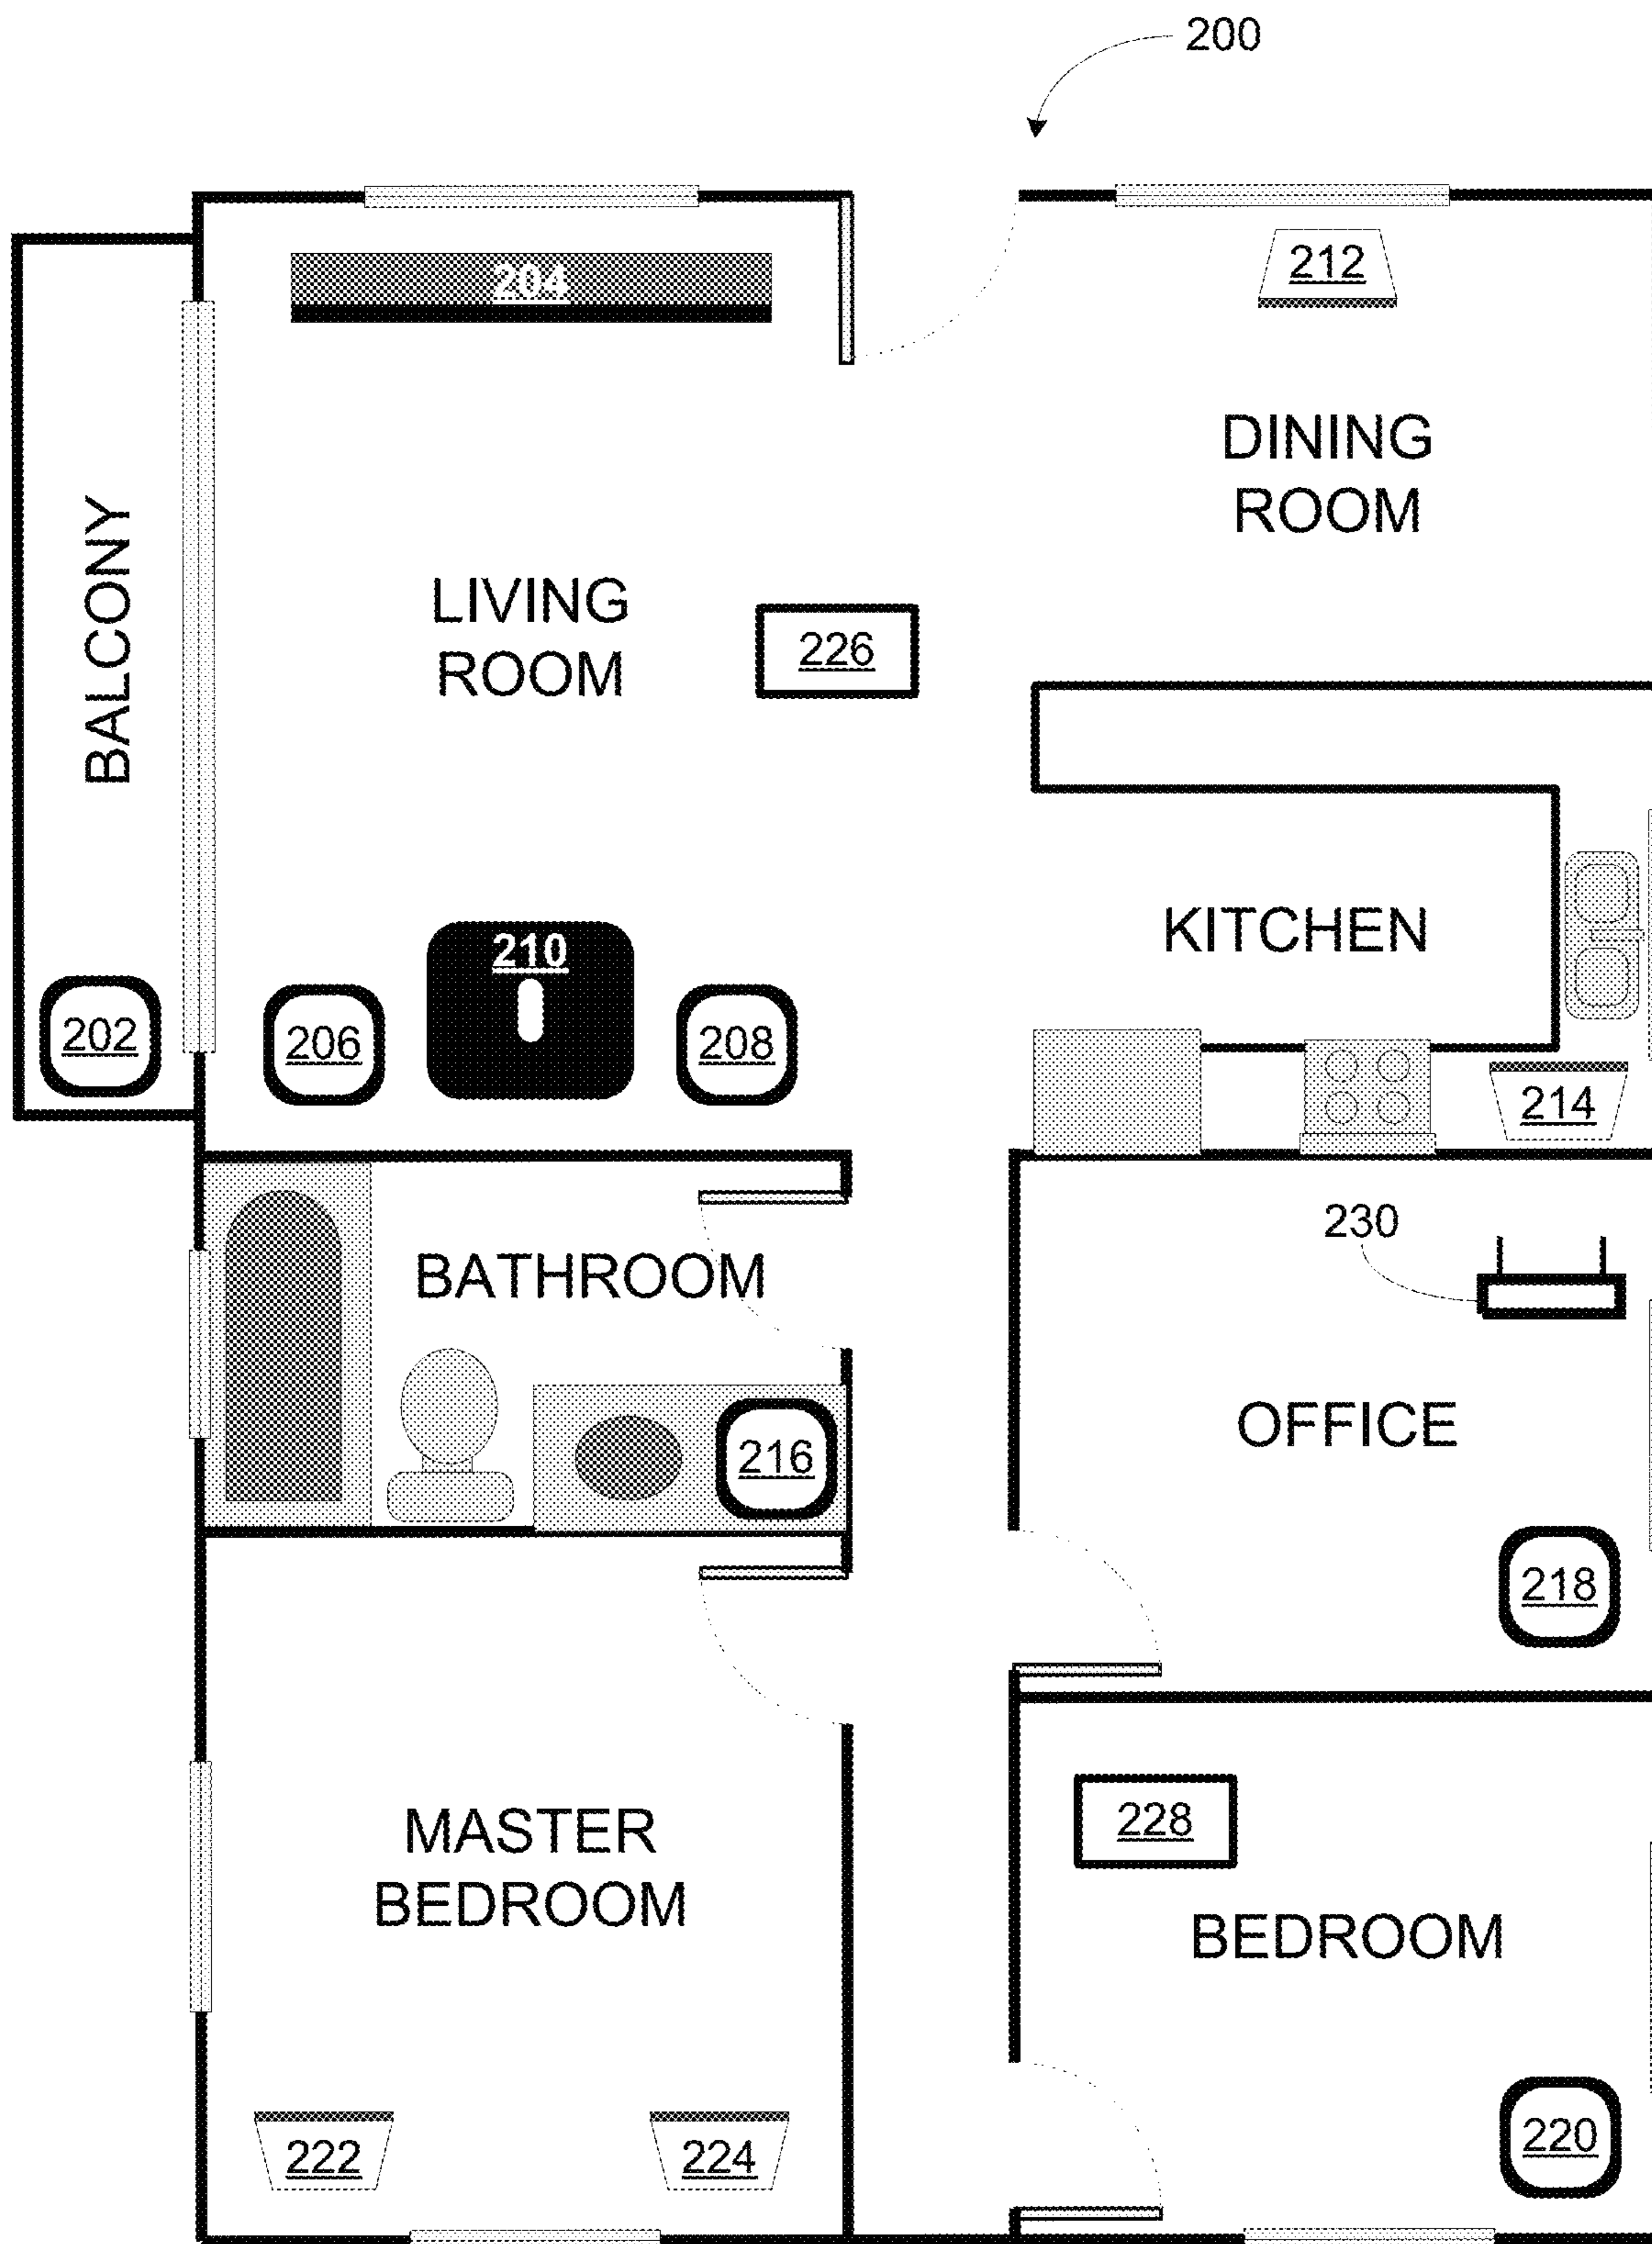 200
204
212
DINING
ROOM
BALCONY
LIVING
ROOM
226
KITCHEN
210
202
206
208
214
230
BATHROOM
OFFICE
216
218
228
MASTER
BEDROOM
BEDROOM
220
222
224